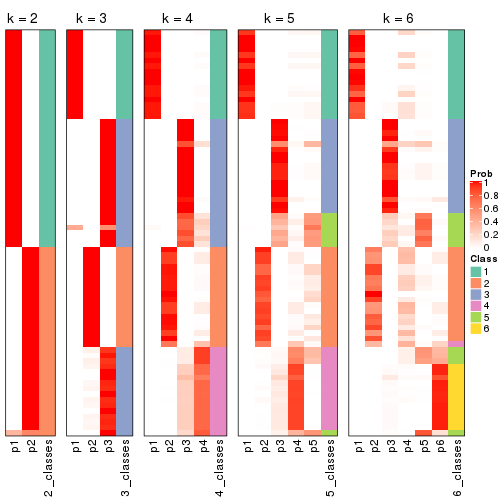 k = 2
k = 3
k = 4
k = 5
k = 6
Prob
1
0.8
0.6
0.4
0.2
0
Class
1
2
3
4
5
6
p1
p2
2_classes
p1
p2
p3
3_classes
p1
p2
p3
p4
4_classes
p1
p2
p3
p4
p5
5_classes
p1
p2
p3
p4
p5
p6
6_classes